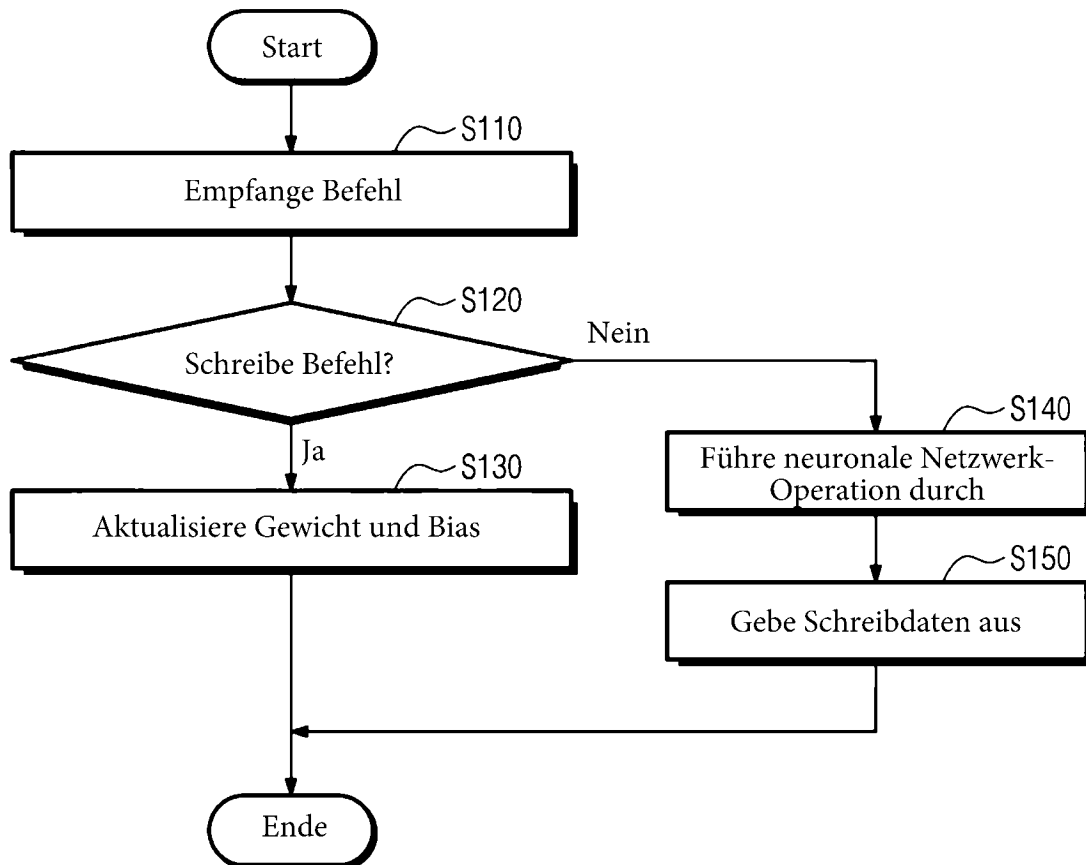 Start
S110
Empfange Befehl
S120
Schreibe Befehl?
Nein
Ja
S130
Aktualisiere Gewicht und Bias
S140
Führe neuronale Netzwerk-
Operation durch
S150
Gebe Schreibdaten aus
Ende